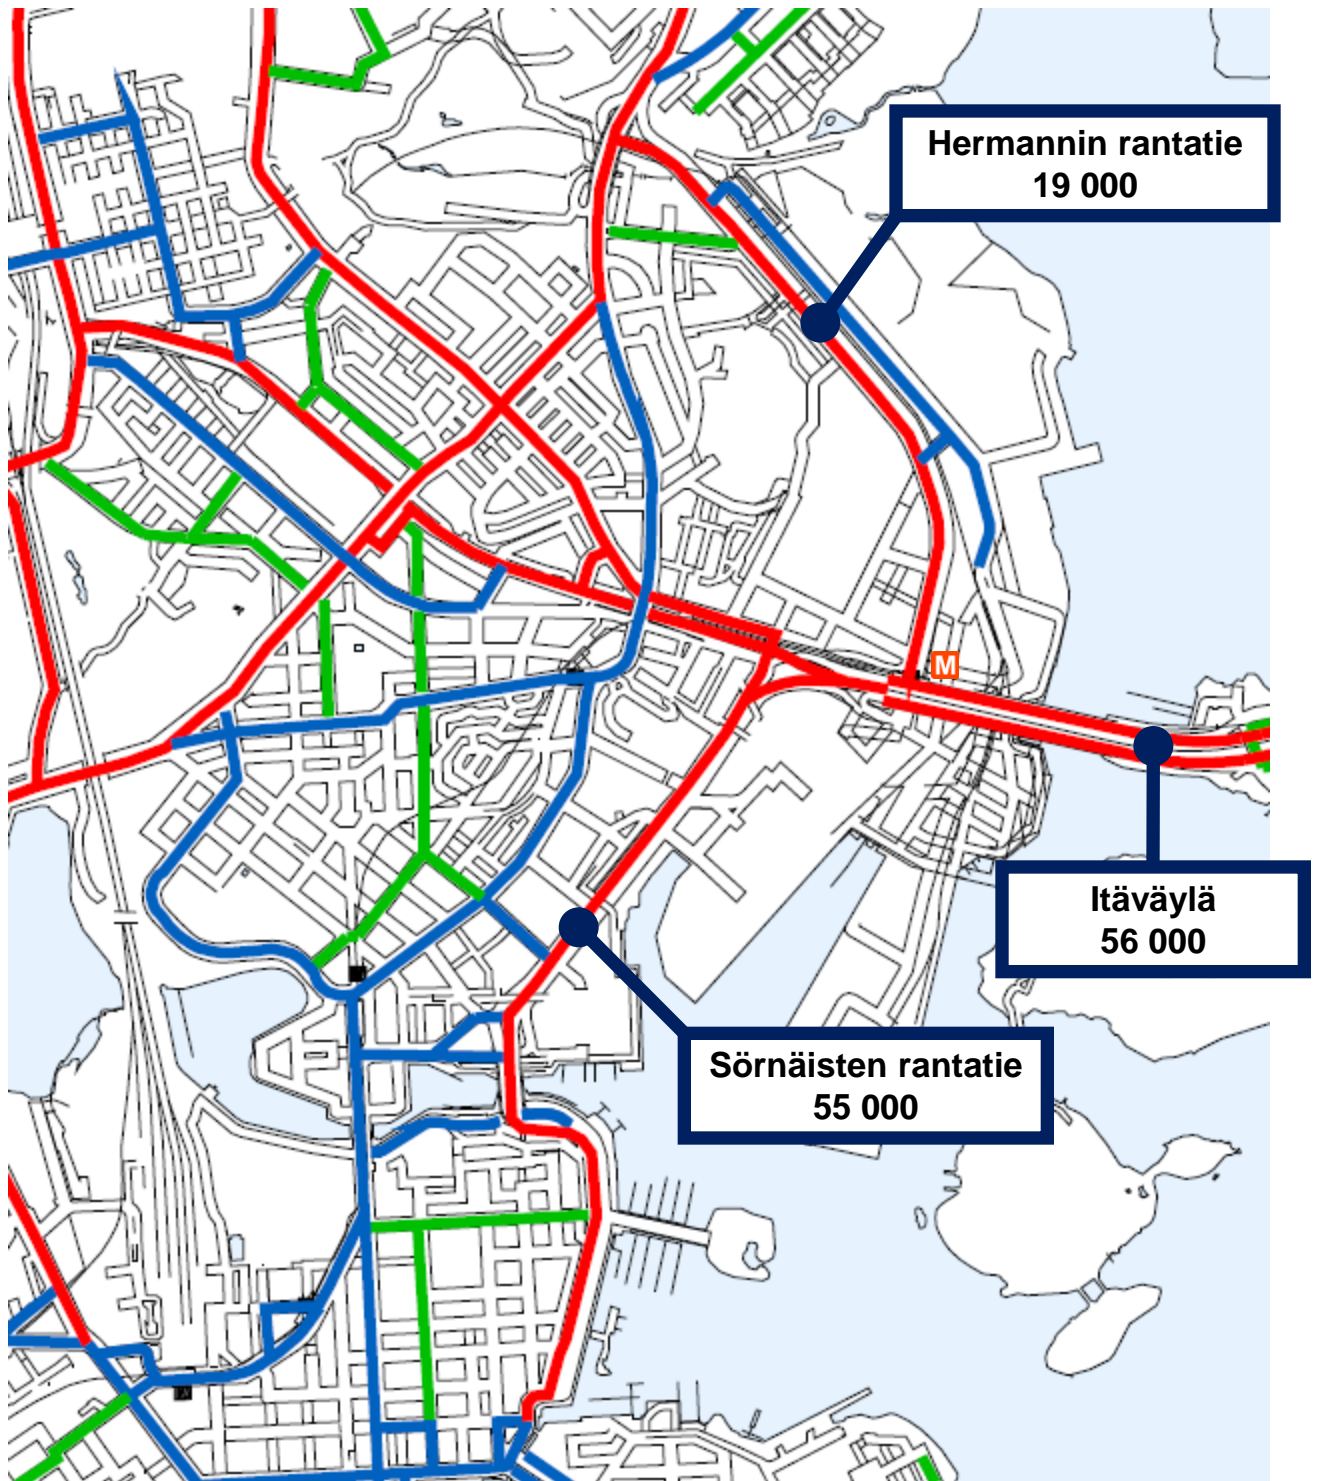 Hermannin rantatie
19 000
M
Itäväylä
56 000
Sörnäisten rantatie
55 000